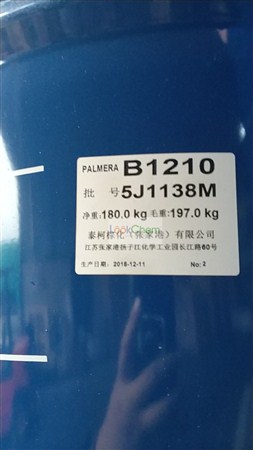 PALMERA B1210
批 号 5J1138M
净重:180.0 kg 毛重:197.0 kg
LookChem
泰柯棕化(张家港)有限公司
江苏张家港扬子江化学工业园长江路60号
生产日期: 2018-12-11 No: 2